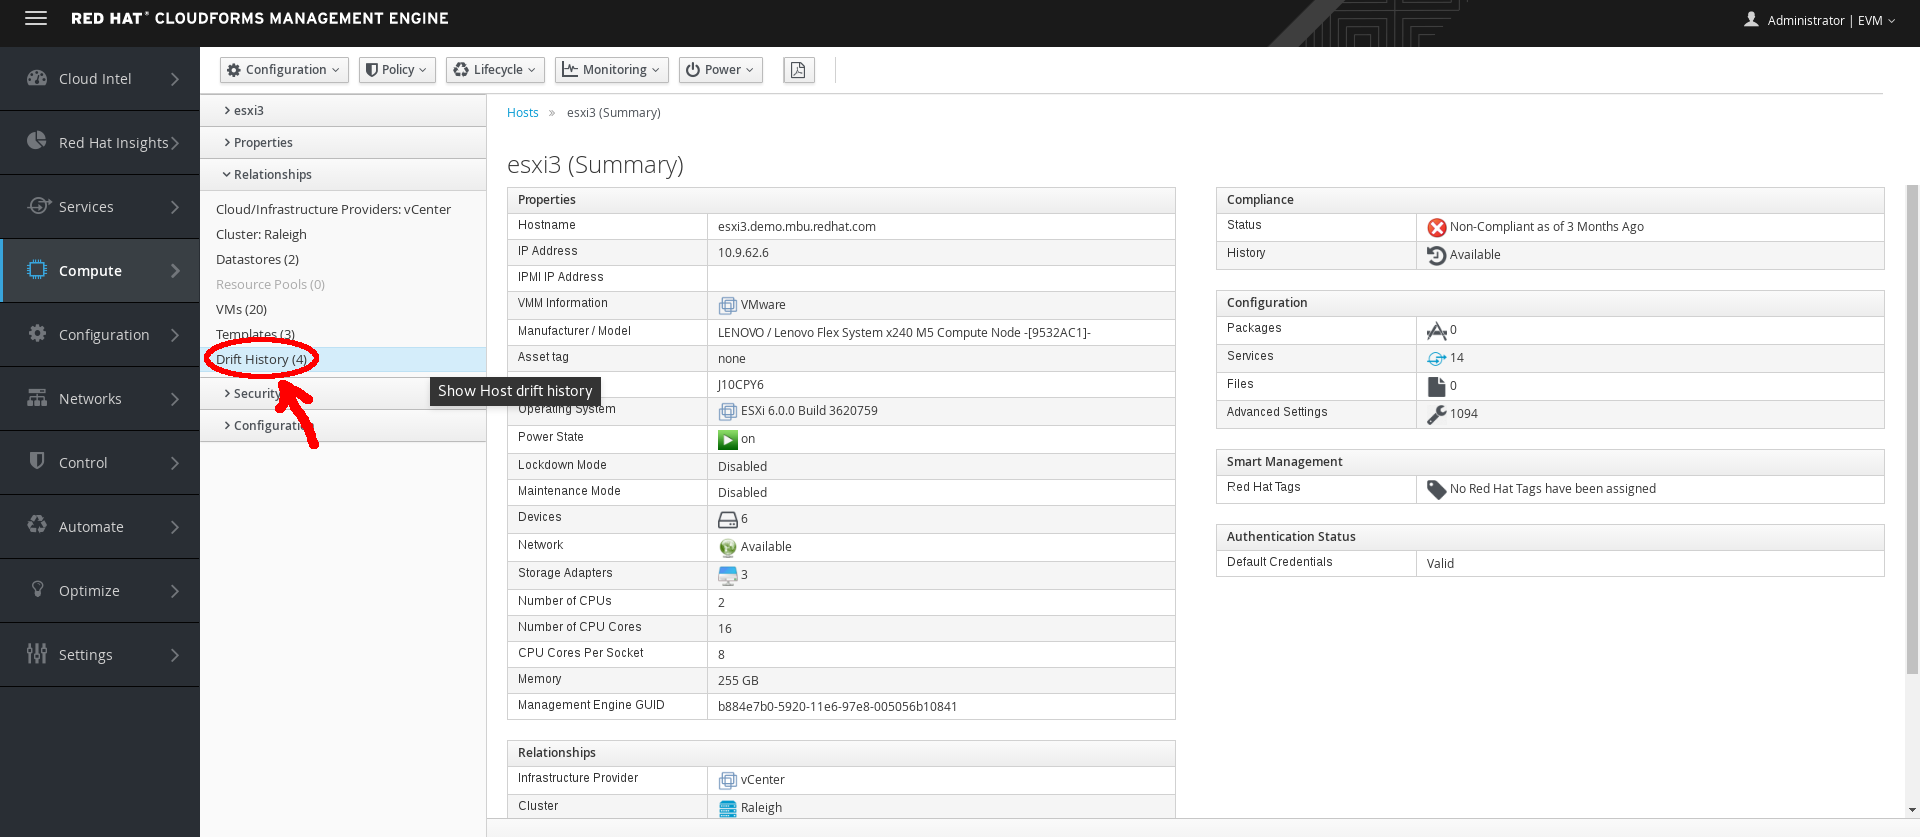 RED HAT® CLOUDFORMS MANAGEMENT ENGINE
Administrator | EVM
Cloud Intel
Red Hat Insights
Services
Compute
Configuration
Networks
Control
Automate
Optimize
Settings
Configuration
Policy
Lifecycle
Monitoring
Power
esxi3
Properties
Relationships
Cloud/Infrastructure Providers: vCenter
Cluster: Raleigh
Datastores (2)
Resource Pools (0)
VMs (20)
Templates (3)
Drift History (4)
Security
Show Host drift history
Hosts » esxi3 (Summary)
esxi3 (Summary)
Properties
Hostname esxi3.demo.mbu.redhat.com
IP Address 10.9.62.6
IPMI IP Address
VMM Information VMware
Manufacturer / Model LENOVO / Lenovo Flex System x240 M5 Compute Node -[9532AC1]-
Asset tag none
J10CPY6
Operating System ESXi 6.0.0 Build 3620759
Power State on
Lockdown Mode Disabled
Maintenance Mode Disabled
Devices 6
Network Available
Storage Adapters 3
Number of CPUs 2
Number of CPU Cores 16
CPU Cores Per Socket 8
Memory 255 GB
Management Engine GUID b884e7b0-5920-11e6-97e8-005056b10841
Relationships
Infrastructure Provider vCenter
Cluster Raleigh
Compliance
Status Non-Compliant as of 3 Months Ago
History Available
Configuration
Packages 0
Services 14
Files 0
Advanced Settings 1094
Smart Management
Red Hat Tags No Red Hat Tags have been assigned
Authentication Status
Default Credentials Valid